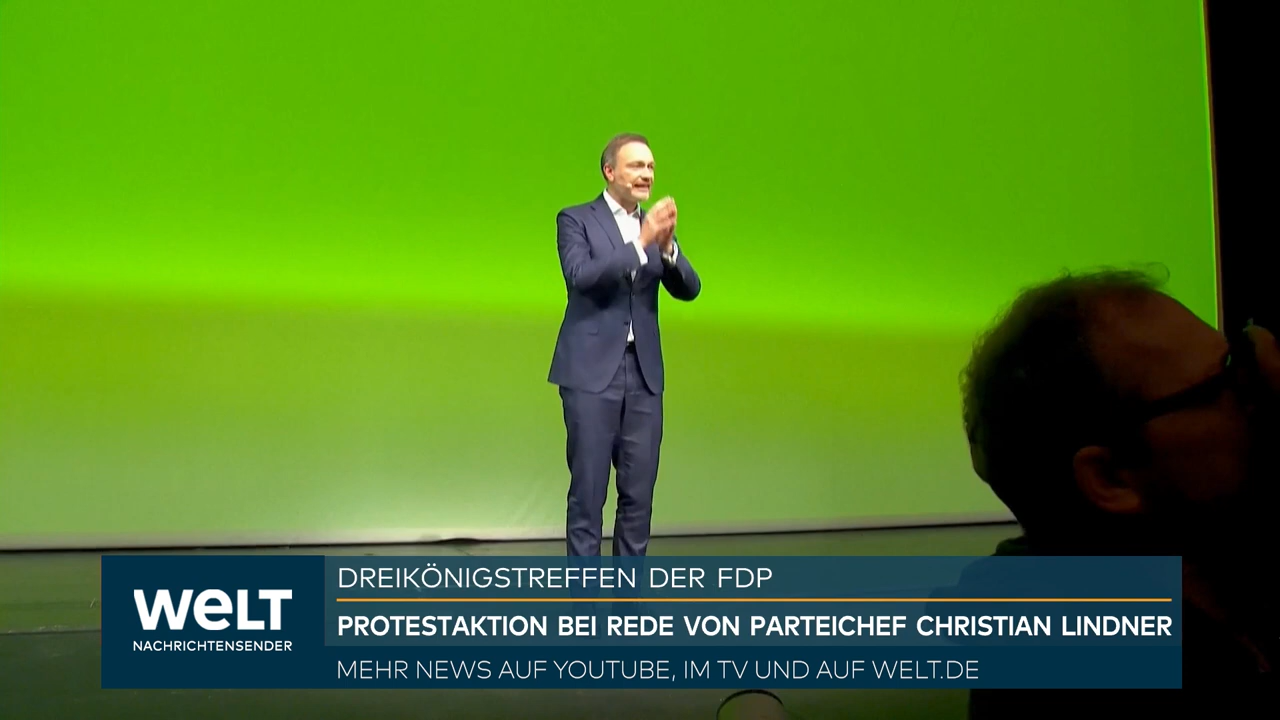 welt
NACHRICHTENSENDER
DREIKÖNIGSTREFFEN DER FDP
PROTESTAKTION BEI REDE VON PARTEICHEF CHRISTIAN LINDNER
MEHR NEWS AUF YOUTUBE, IM TV UND AUF WELT.DE